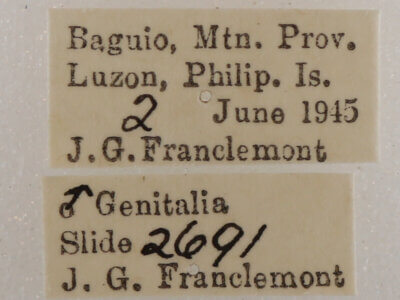 Baguio, Mtn. Prov.
Luzon, Philip. Is.
2 June 1945
J. G. Franclemont
♂ Genitalia
Slide 2691
J. G. Franclemont